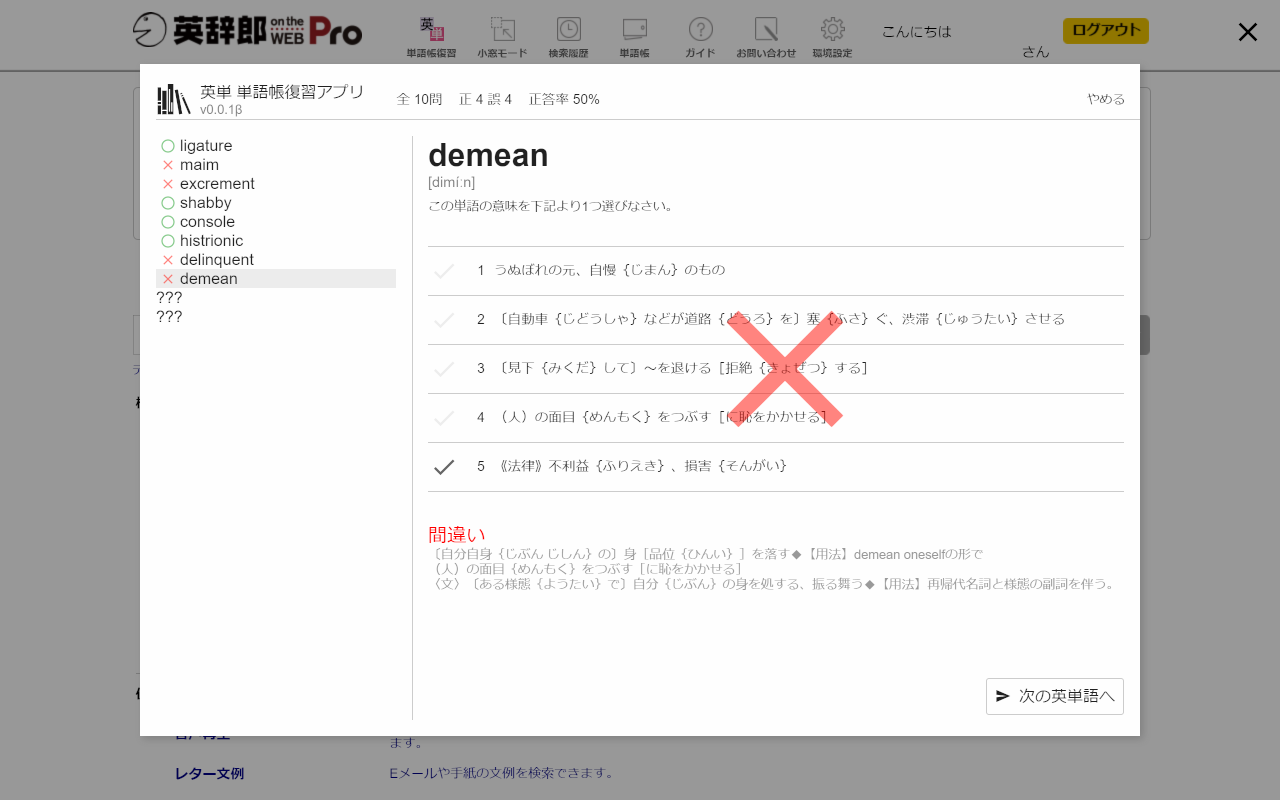 英辞郎 on the WEB Pro
英
単語帳復習 小窓モード 検索履歴 単語帳 ガイド お問い合わせ 環境設定
こんにちは
さん
ログアウト
英単 単語帳復習アプリ
v0.0.1β
全 10問 正 4 誤 4 正答率 50%
やめる
ligature
maim
excrement
shabby
console
histrionic
delinquent
demean
???
???
demean
[dimíːn]
この単語の意味を下記より1つ選びなさい。
1 うぬぼれの元、自慢｛じまん｝のもの
2 〔自動車｛じどうしゃ｝などが道路｛どうろ｝を〕塞｛ふさ｝ぐ、渋滞｛じゅうたい｝させる
3 〔見下｛みくだ｝して〕～を退ける［拒絶｛きょぜつ｝する］
4 （人）の面目｛めんもく｝をつぶす［に恥をかかせる］
5 《法律》不利益｛ふりえき｝、損害｛そんがい｝
間違い
〔自分自身｛じぶん じしん｝の〕身［品位｛ひんい｝］を落す◆【用法】demean oneselfの形で
（人）の面目｛めんもく｝をつぶす［に恥をかかせる］
〈文〉〔ある様態｛ようたい｝で〕自分｛じぶん｝の身を処する、振る舞う◆【用法】再帰代名詞と様態の副詞を伴う。
次の英単語へ
ます。
レター文例
Eメールや手紙の文例を検索できます。